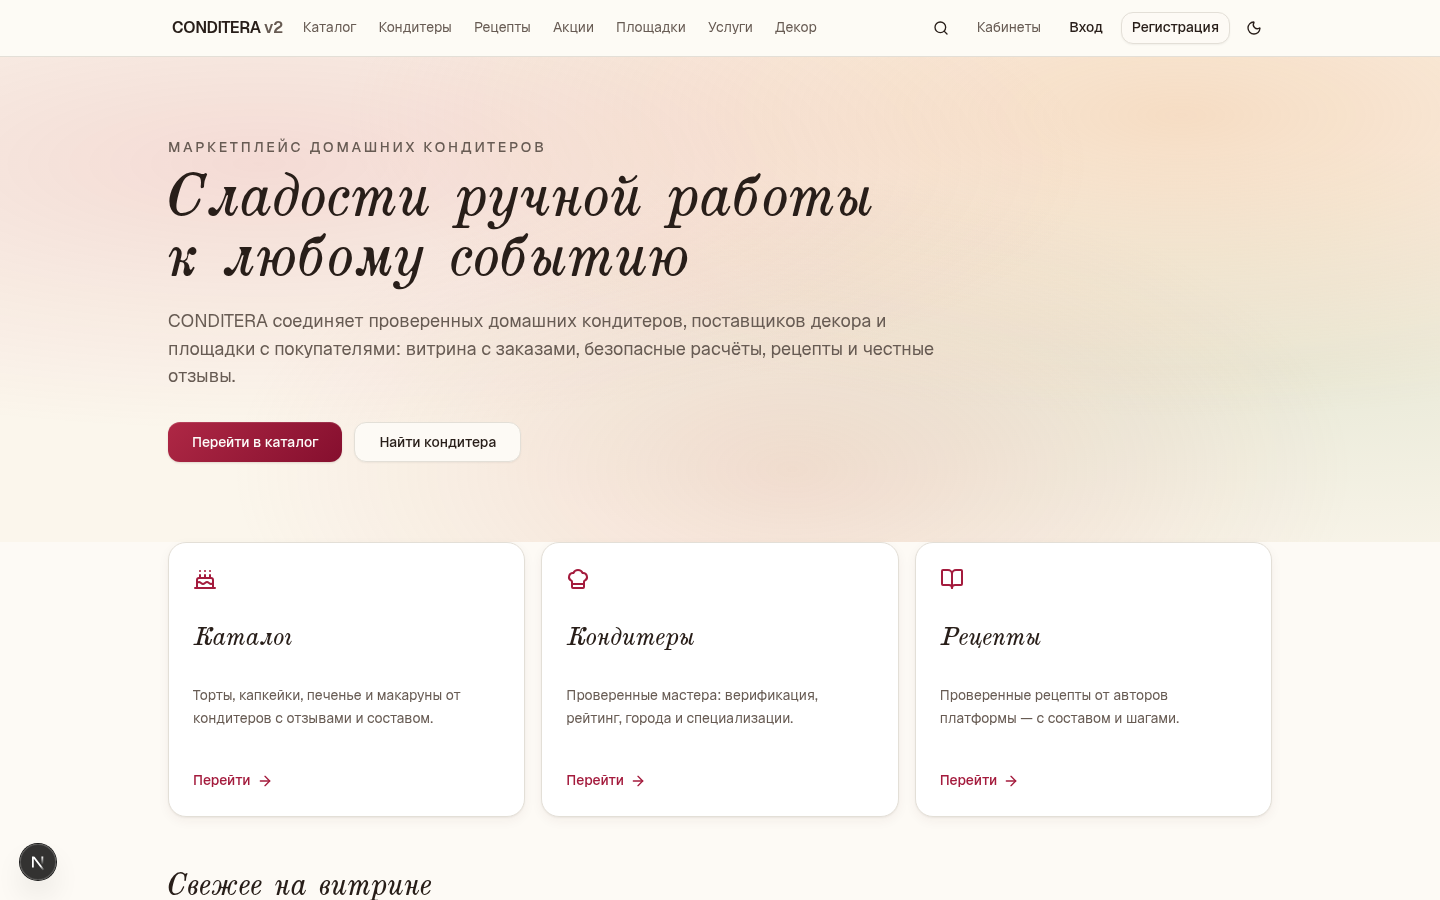 CONDITERA v2 Каталог Кондитеры Рецепты Акции Площадки Услуги Декор Кабинеты Вход Регистрация
МАРКЕТПЛЕЙС ДОМАШНИХ КОНДИТЕРОВ
Сладости ручной работы
к любому событию
CONDITERA соединяет проверенных домашних кондитеров, поставщиков декора и
площадки с покупателями: витрина с заказами, безопасные расчёты, рецепты и честные
отзывы.
Перейти в каталог Найти кондитера
Каталог
Торты, капкейки, печенье и макаруны от
кондитеров с отзывами и составом.
Перейти
Кондитеры
Проверенные мастера: верификация,
рейтинг, города и специализации.
Перейти
Рецепты
Проверенные рецепты от авторов
платформы — с составом и шагами.
Перейти
N
Свежее на витрине